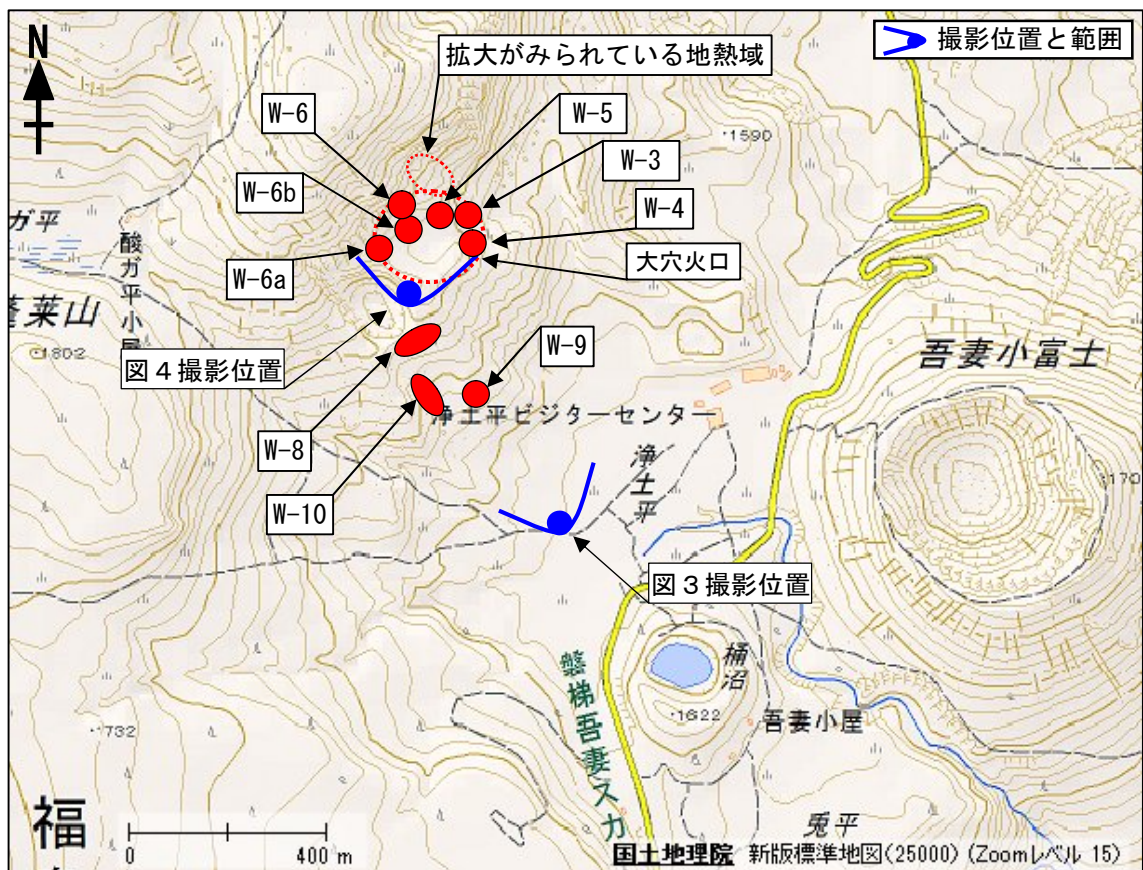 N
撮影位置と範囲
拡大がみられている地熱域
W-6
W-5
・1590
W-3
W-6b
W-4
ガ平
酸ガ平小屋
大穴火口
W-6a
蓬莱山
1802
W-9
吾妻小富士
図４撮影位置
浄土平ビジターセンター
W-8
浄土平
・170
W-10
図３撮影位置
磐梯吾妻スカ
桶沼
・1622
吾妻小屋
・1732
福
兎平
0
400 m
国土地理院 新版標準地図(25000) (Zoomレベル 15)